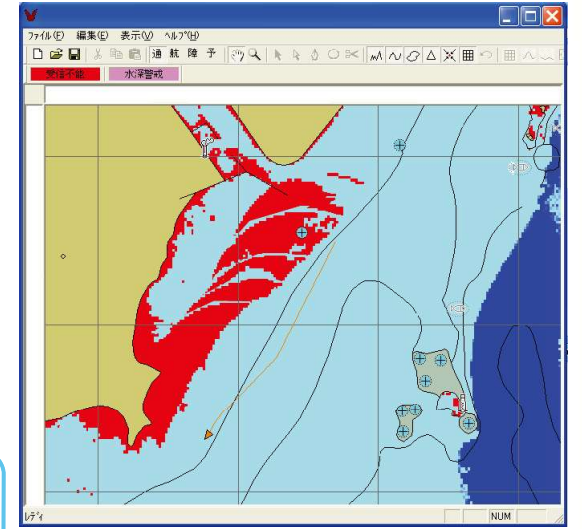 ファイル(F) 編集(E) 表示(V) ヘルプ(H)
通 航 障 予
受信不能 水深警戒
レディ NUM